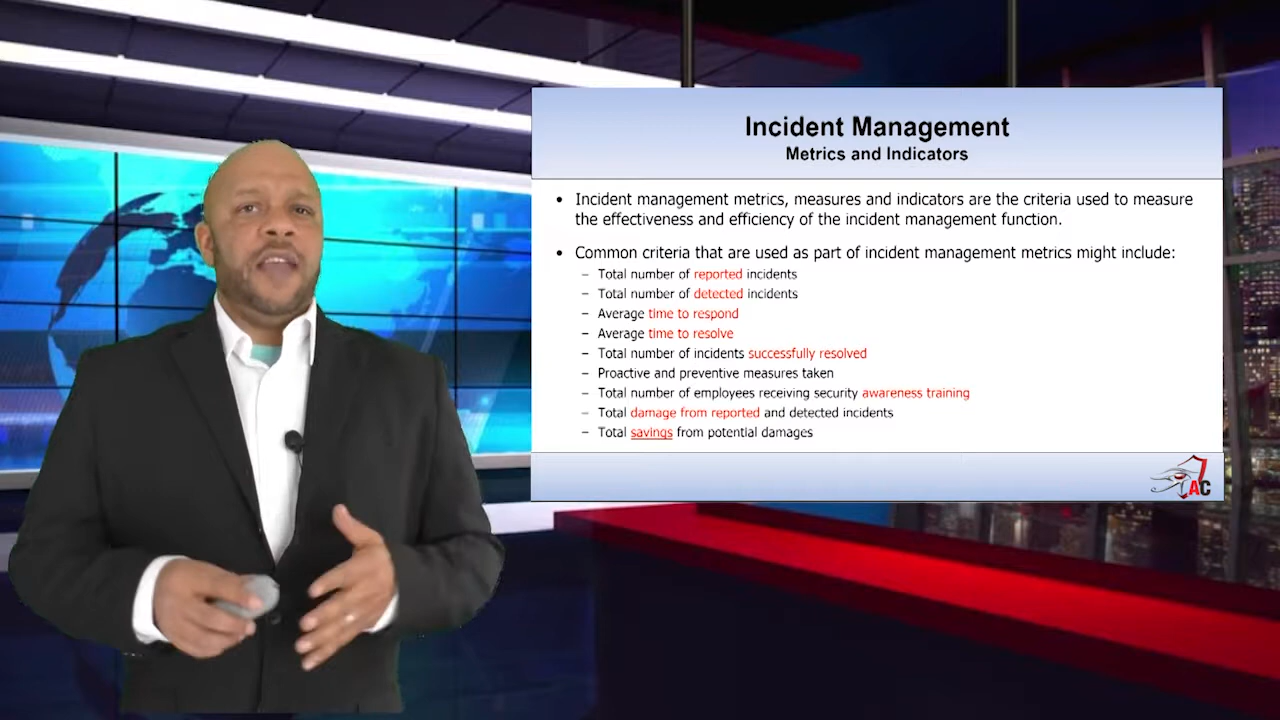 Incident Management
Metrics and Indicators
• Incident management metrics, measures and indicators are the criteria used to measure
the effectiveness and efficiency of the incident management function.
• Common criteria that are used as part of incident management metrics might include:
– Total number of reported incidents
– Total number of detected incidents
– Average time to respond
– Average time to resolve
– Total number of incidents successfully resolved
– Proactive and preventive measures taken
– Total number of employees receiving security awareness training
– Total damage from reported and detected incidents
– Total savings from potential damages
AC